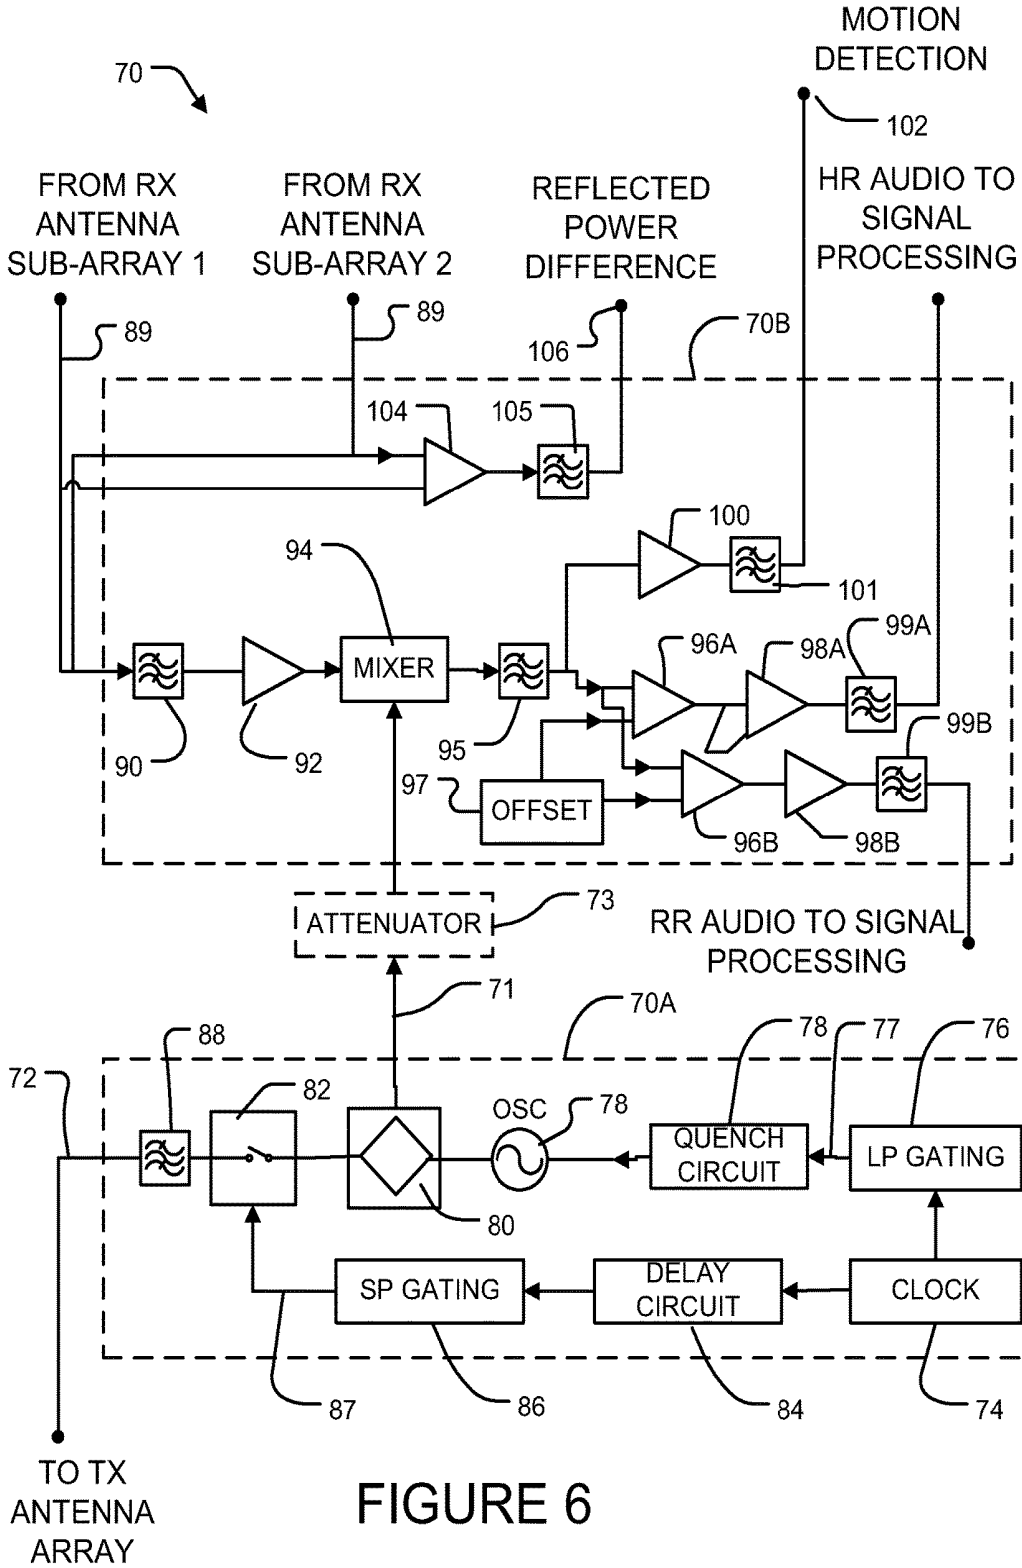 MOTION
DETECTION
70
102
FROM RX
ANTENNA
SUB-ARRAY 1
FROM RX
ANTENNA
SUB-ARRAY 2
REFLECTED
POWER
DIFFERENCE
HR AUDIO TO
SIGNAL
PROCESSING
89
89
106
70B
104
105
100
101
94
MIXER
96A
98A
99A
90
92
95
99B
97
OFFSET
96B
98B
ATTENUATOR
73
RR AUDIO TO SIGNAL
PROCESSING
71
70A
88
78
77
76
72
82
OSC
78
QUENCH
CIRCUIT
LP GATING
80
SP GATING
DELAY
CIRCUIT
CLOCK
87
86
84
74
TO TX
ANTENNA
ARRAY
FIGURE 6